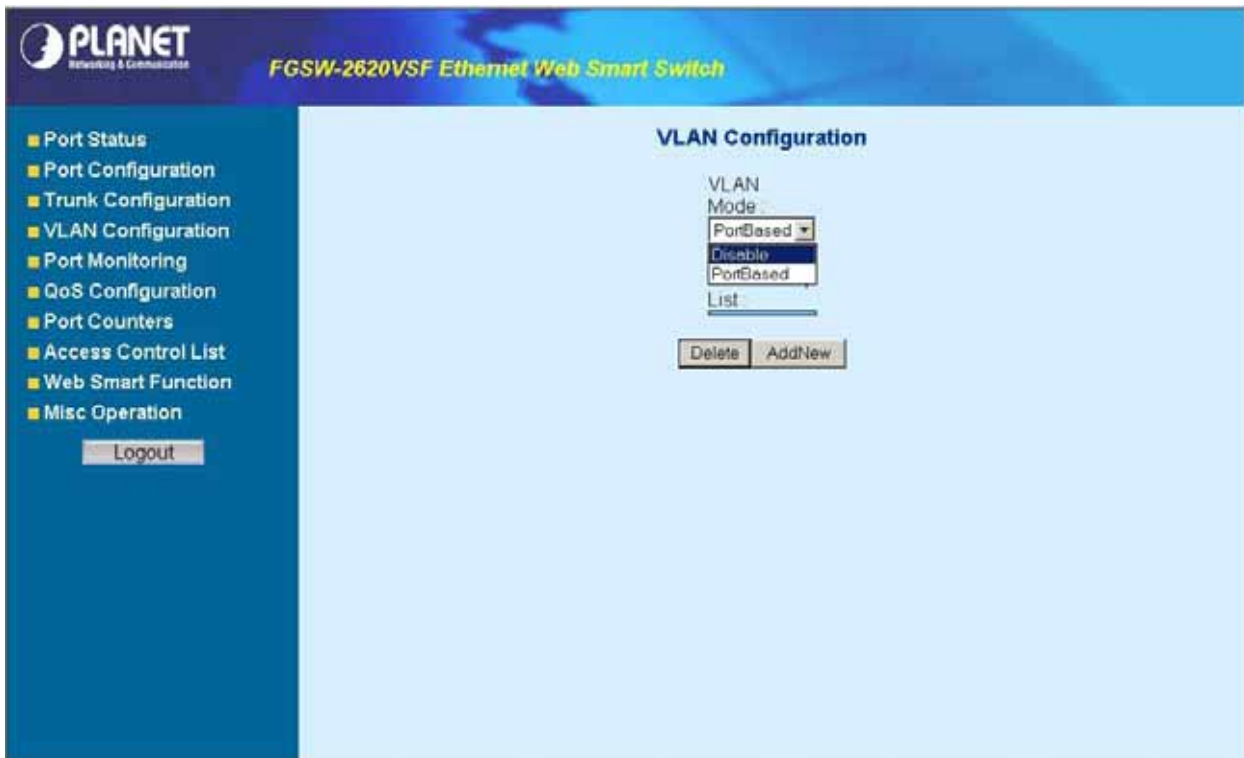 PLANET
Networking & Communication
FGSW-2620VSF Ethernet Web Smart Switch
Port Status
Port Configuration
Trunk Configuration
VLAN Configuration
Port Monitoring
QoS Configuration
Port Counters
Access Control List
Web Smart Function
Misc Operation
Logout
VLAN Configuration
VLAN
Mode :
PortBased
Disable
PortBased
List :
Delete AddNew